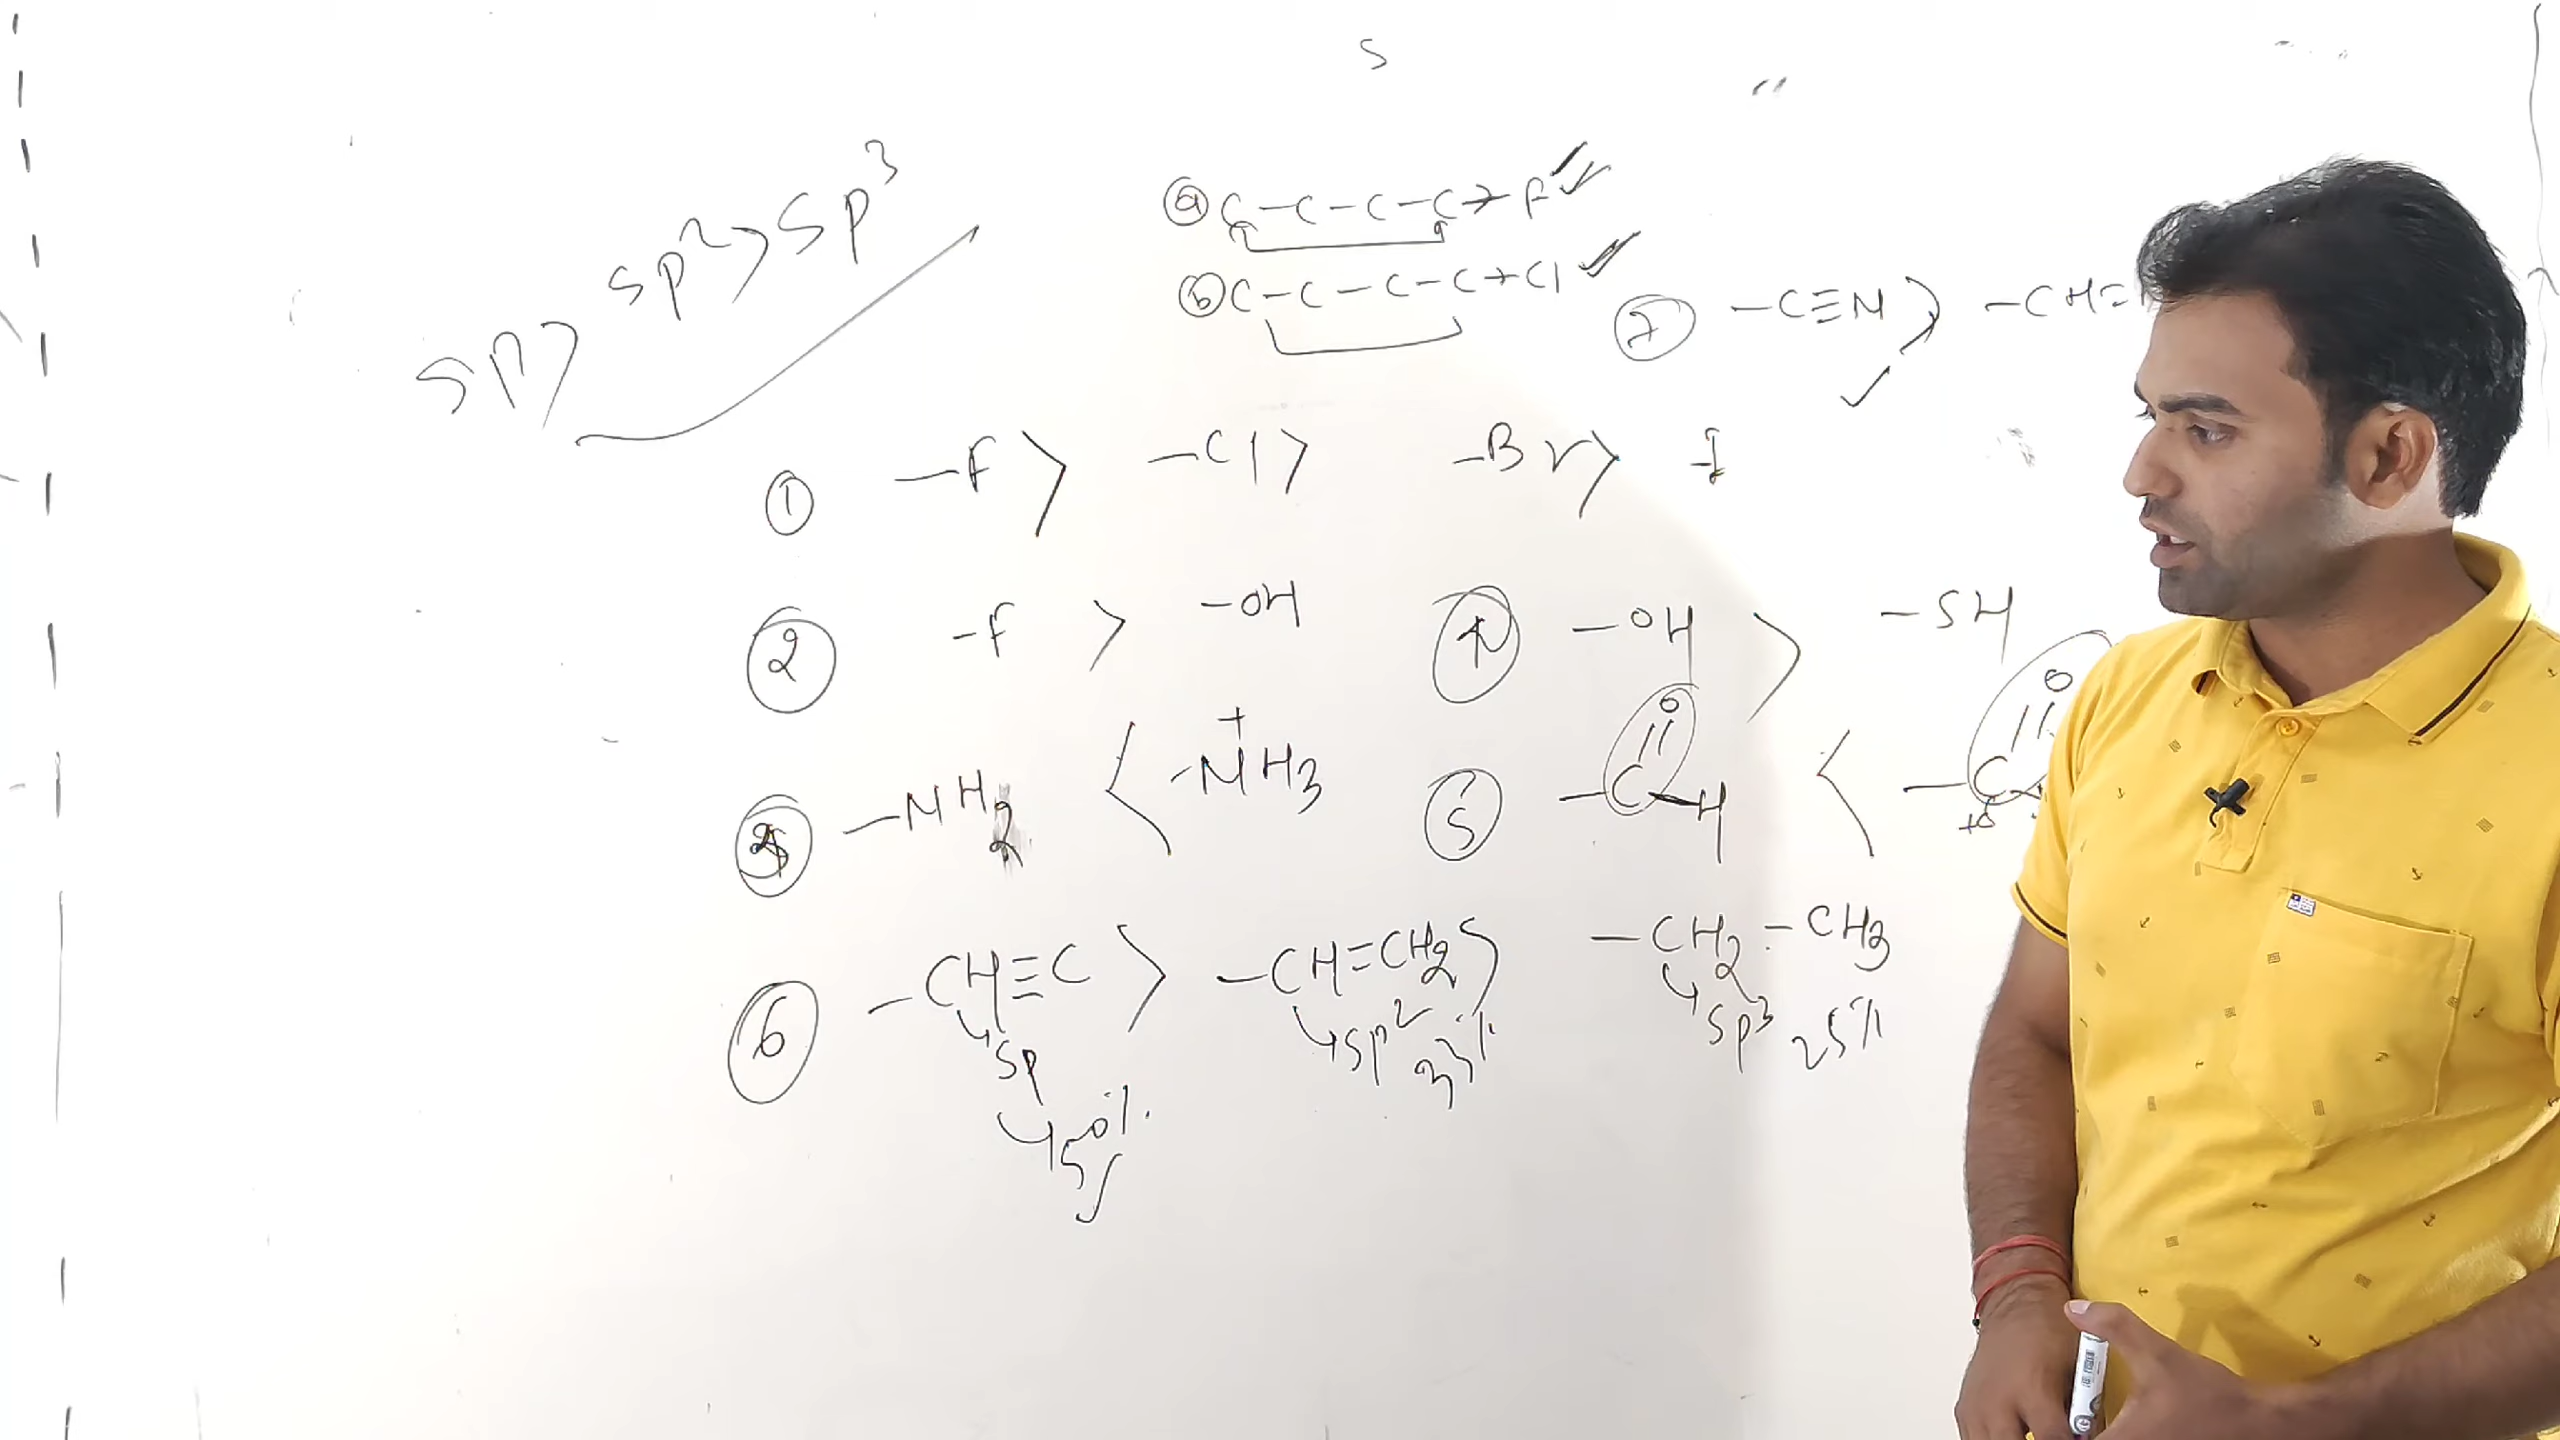 S
sp > sp² > sp³
ⓐ C-C-C-C→F
ⓑ C-C-C-C→Cl
⑦ -C≡N > -CH=
① -F > -Cl > -Br > -I
② -F > -OH
④ -OH > -SH
-NH2 < -N⁺H3
⑤ -C(=O)-H < -C(=O)
+δ
⑥ -CH≡C > -CH=CH2 > -CH2-CH3
sp sp² 33% sp³ 25%
50%
S